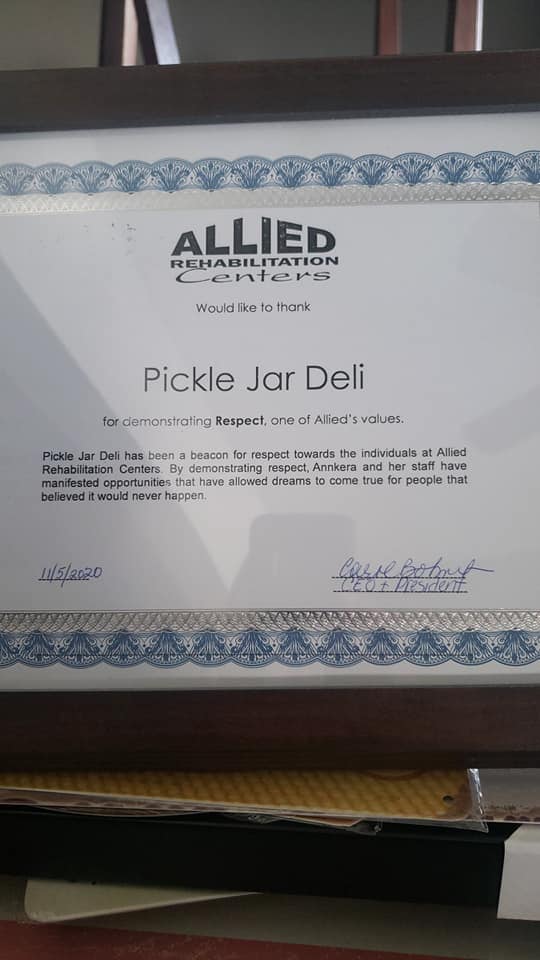 ALLIED
REHABILITATION
Centers
Would like to thank
Pickle Jar Deli
for demonstrating Respect, one of Allied's values.
Pickle Jar Deli has been a beacon for respect towards the individuals at Allied
Rehabilitation Centers. By demonstrating respect, Annkera and her staff have
manifested opportunities that have allowed dreams to come true for people that
believed it would never happen.
11/5/2020
CEO + President